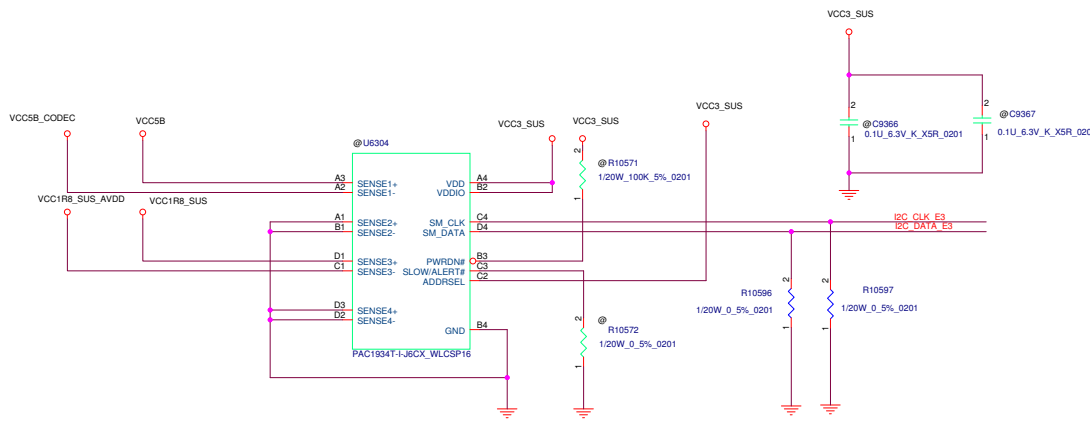 VCC3_SUS
2
1
@C9366
0.1U_6.3V_K_X5R_0201
2
1
@C9367
0.1U_6.3V_K_X5R_020
VCC5B_CODEC
VCC5B
VCC1R8_SUS_AVDD
VCC1R8_SUS
@U6304
A3 SENSE1+
A2 SENSE1-
A1 SENSE2+
B1 SENSE2-
D1 SENSE3+
C1 SENSE3-
D3 SENSE4+
D2 SENSE4-
VDD A4
VDDIO B2
SM_CLK C4
SM_DATA D4
PWRDN# B3
SLOW/ALERT# C3
ADDRSEL C2
GND B4
PAC1934T-I-J6CX_WLCSP16
VCC3_SUS
VCC3_SUS
VCC3_SUS
2
1
@
R10571
1/20W_100K_5%_0201
2
1
@
R10572
1/20W_0_5%_0201
I2C_CLK_E3
I2C_DATA_E3
R10596
1/20W_0_5%_0201
2
1
2
1
R10597
1/20W_0_5%_0201